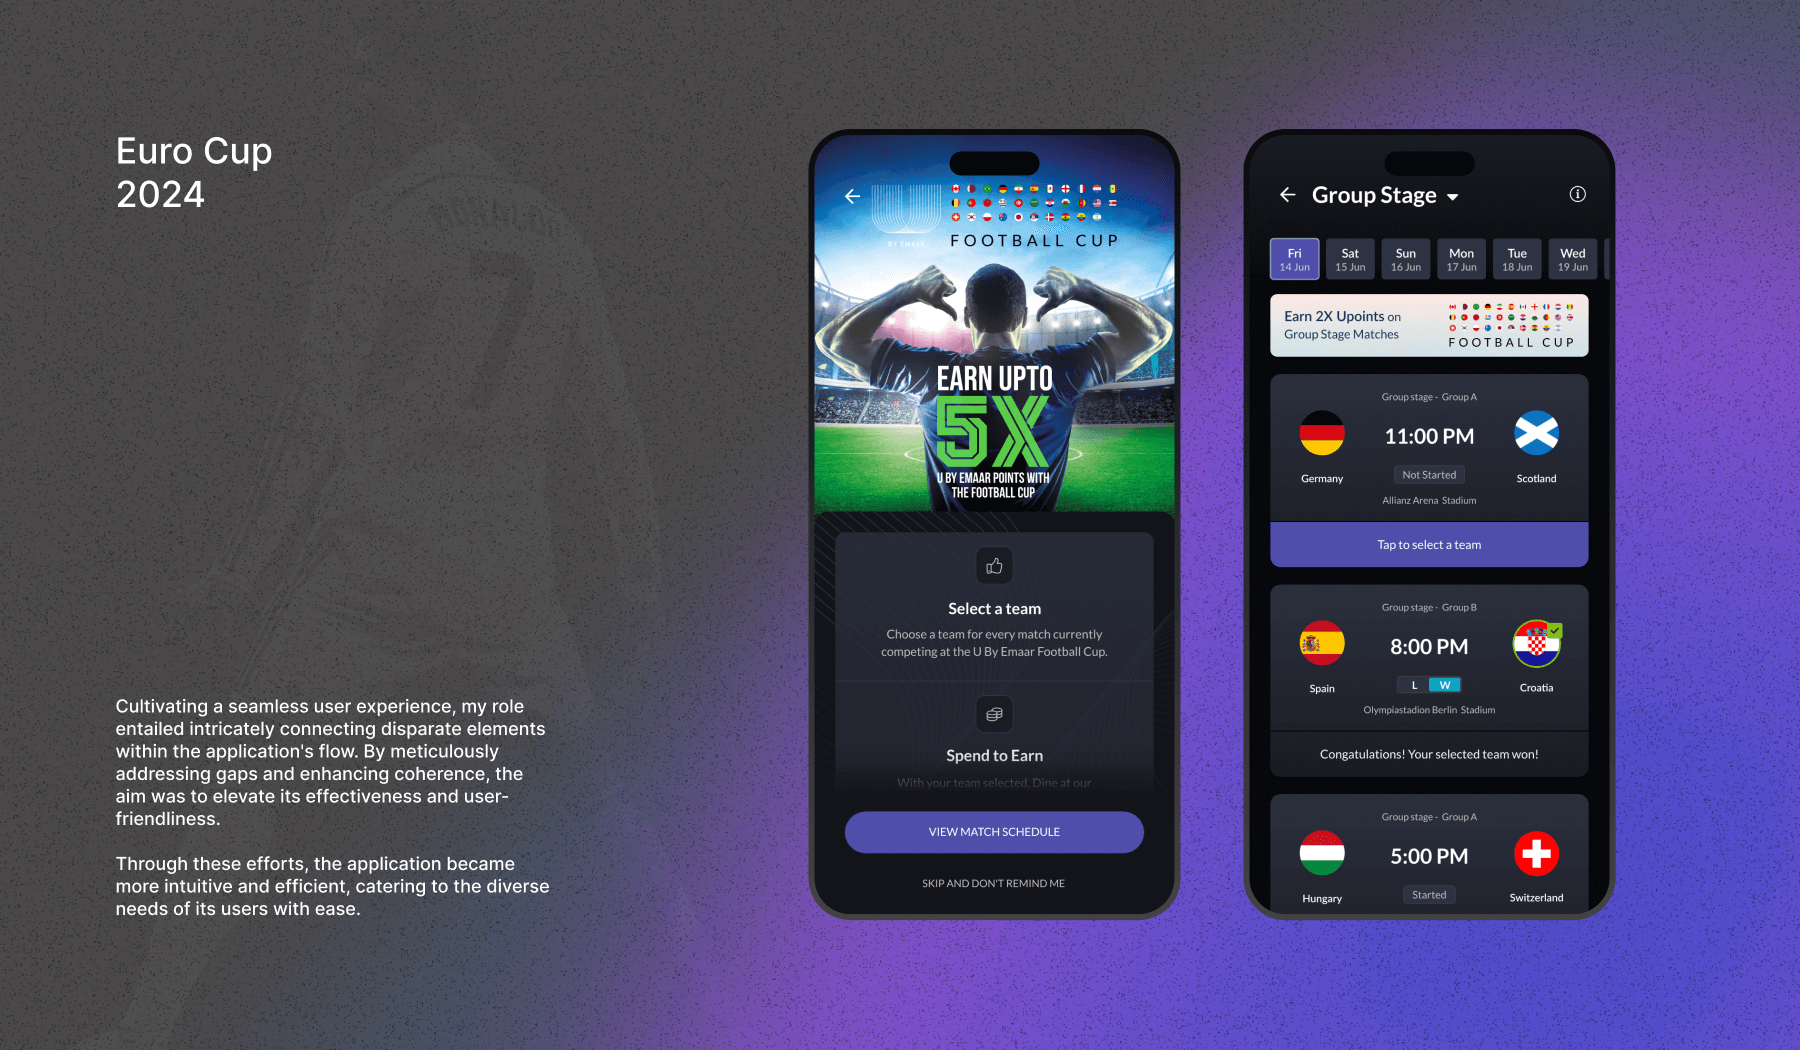 Euro Cup
2024
Cultivating a seamless user experience, my role
entailed intricately connecting disparate elements
within the application's flow. By meticulously
addressing gaps and enhancing coherence, the
aim was to elevate its effectiveness and user-
friendliness.
Through these efforts, the application became
more intuitive and efficient, catering to the diverse
needs of its users with ease.
BY EMAAR
FOOTBALL CUP
EARN UPTO
5X
U BY EMAAR POINTS WITH
THE FOOTBALL CUP
Select a team
Choose a team for every match currently
competing at the U By Emaar Football Cup.
Spend to Earn
With your team selected, Dine at our
VIEW MATCH SCHEDULE
SKIP AND DON'T REMIND ME
Group Stage
Fri Sat Sun Mon Tue Wed
14 Jun 15 Jun 16 Jun 17 Jun 18 Jun 19 Jun
Earn 2X Upoints on
Group Stage Matches
FOOTBALL CUP
Group stage - Group A
11:00 PM
Not Started
Germany Scotland
Allianz Arena Stadium
Tap to select a team
Group stage - Group B
8:00 PM
L W
Spain Croatia
Olympiastadion Berlin Stadium
Congatulations! Your selected team won!
Group stage - Group A
5:00 PM
Started
Hungary Switzerland